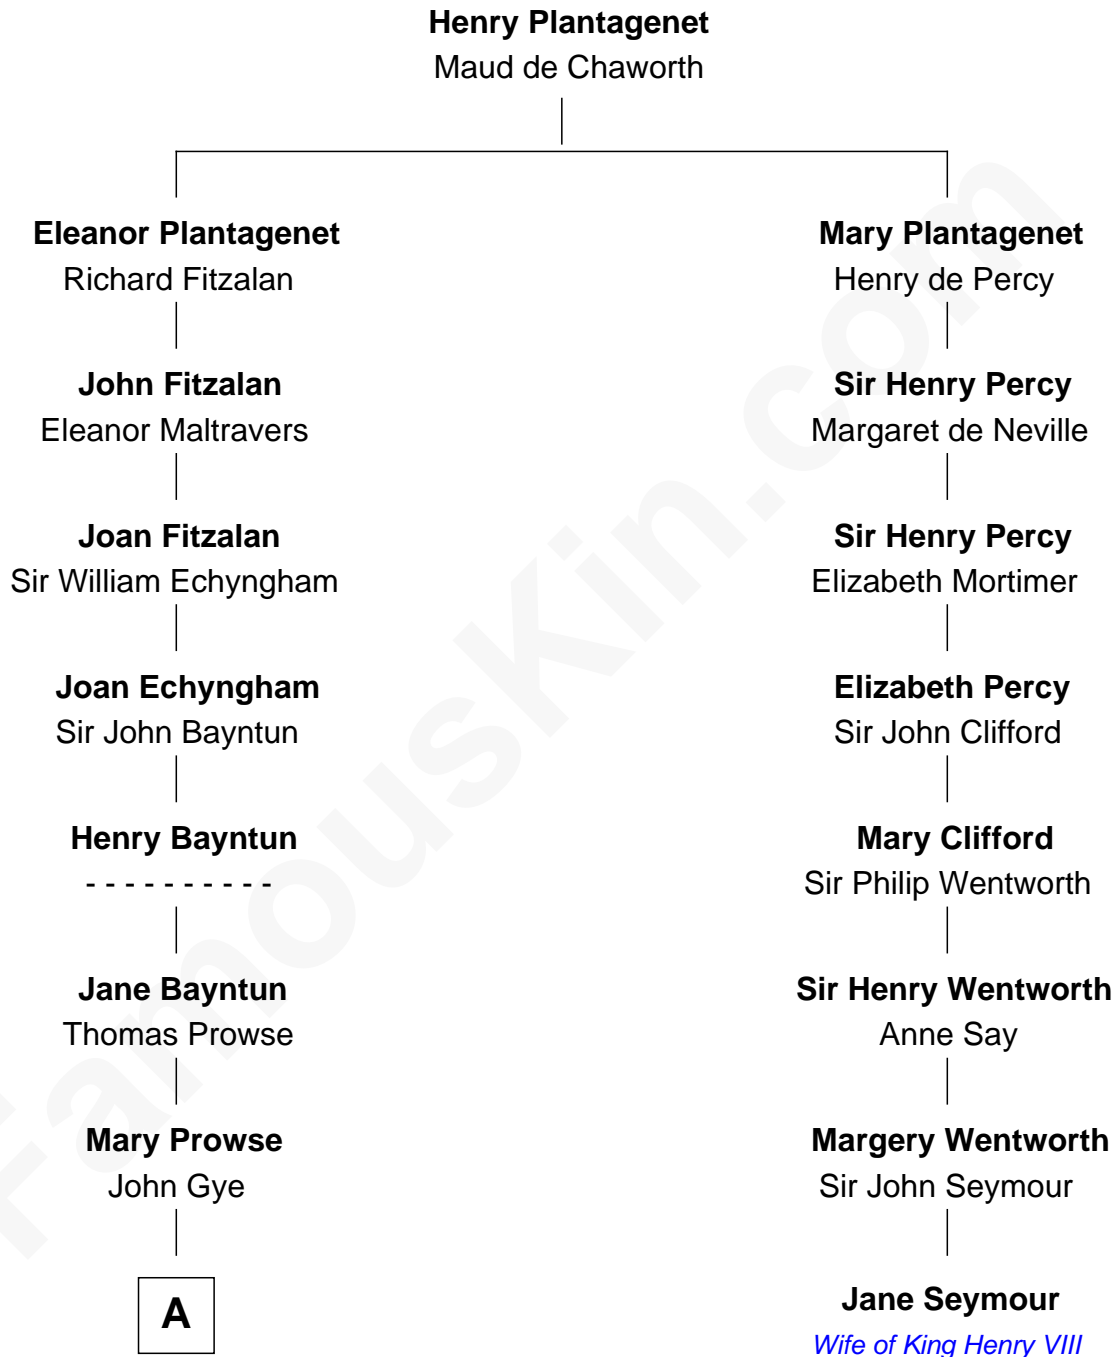 Henry Plantagenet
Maud de Chaworth
Eleanor Plantagenet
Richard Fitzalan
Mary Plantagenet
Henry de Percy
John Fitzalan
Eleanor Maltravers
Sir Henry Percy
Margaret de Neville
Joan Fitzalan
Sir William Echyngham
Sir Henry Percy
Elizabeth Mortimer
Joan Echyngham
Sir John Bayntun
Elizabeth Percy
Sir John Clifford
Henry Bayntun
- - - - - - - - - -
Mary Clifford
Sir Philip Wentworth
Jane Bayntun
Thomas Prowse
Sir Henry Wentworth
Anne Say
Mary Prowse
John Gye
Margery Wentworth
Sir John Seymour
A
Jane Seymour
Wife of King Henry VIII
FamousKin.com